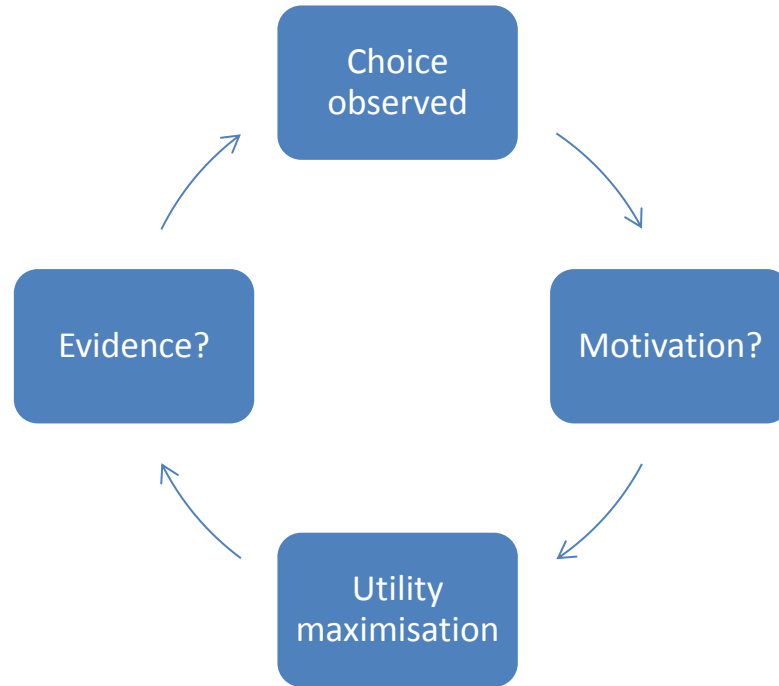 Choice
observed
Motivation?
Utility
maximisation
Evidence?